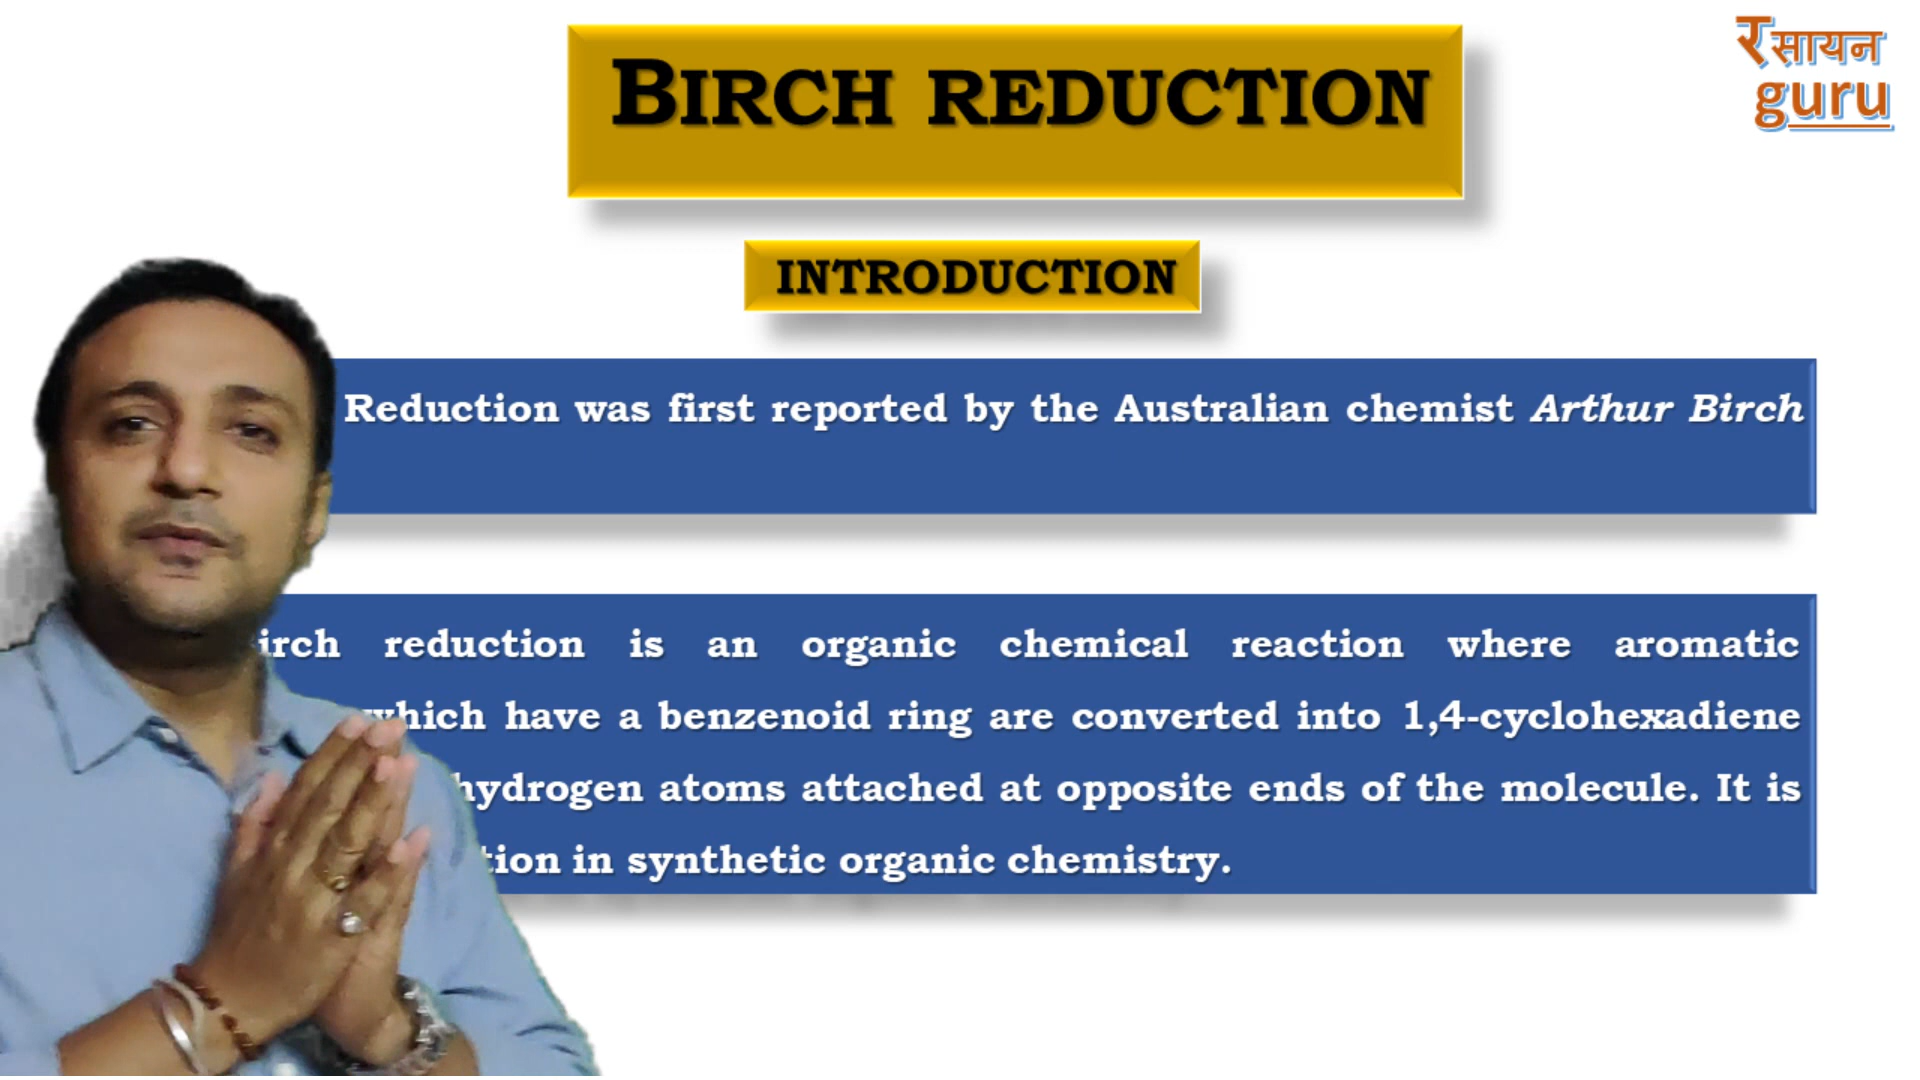 BIRCH REDUCTION
रसायन
guru
INTRODUCTION
Reduction was first reported by the Australian chemist Arthur Birch
reduction is an organic chemical reaction where aromatic
which have a benzenoid ring are converted into 1,4-cyclohexadiene
hydrogen atoms attached at opposite ends of the molecule. It is
in synthetic organic chemistry.